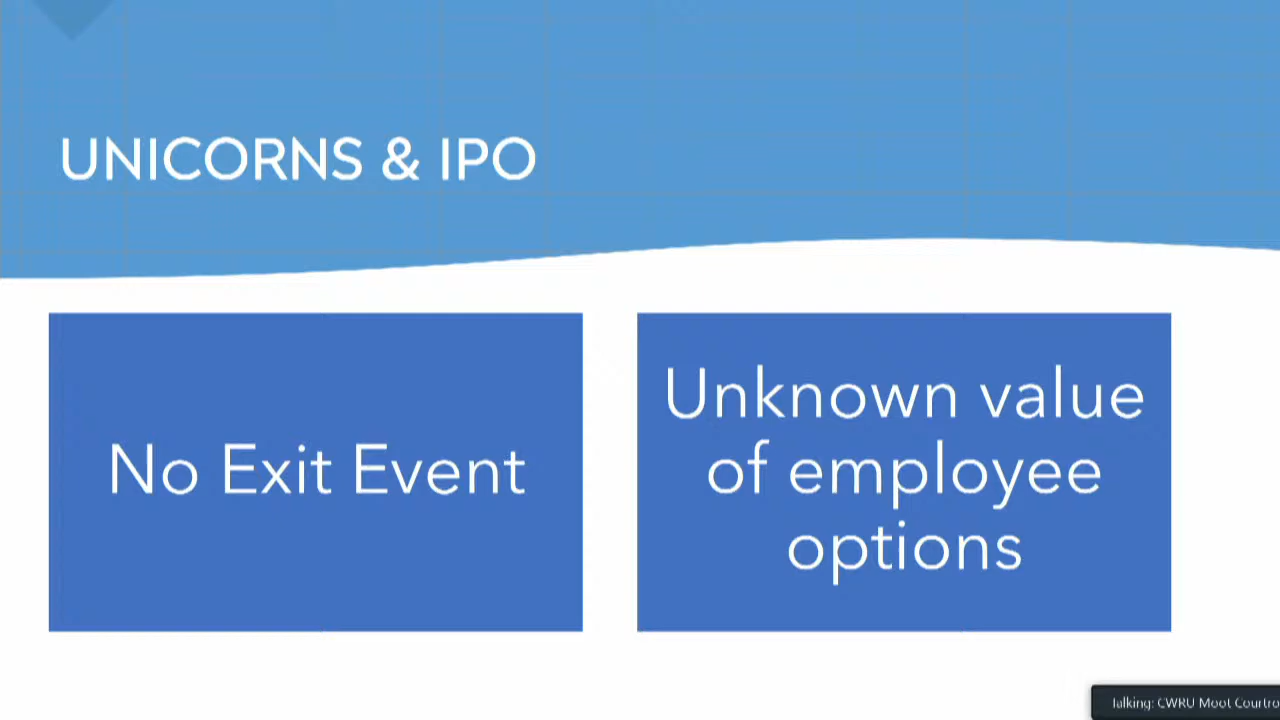 UNICORNS & IPO
No Exit Event
Unknown value
of employee
options
Talking: CWRU Moot Courtro